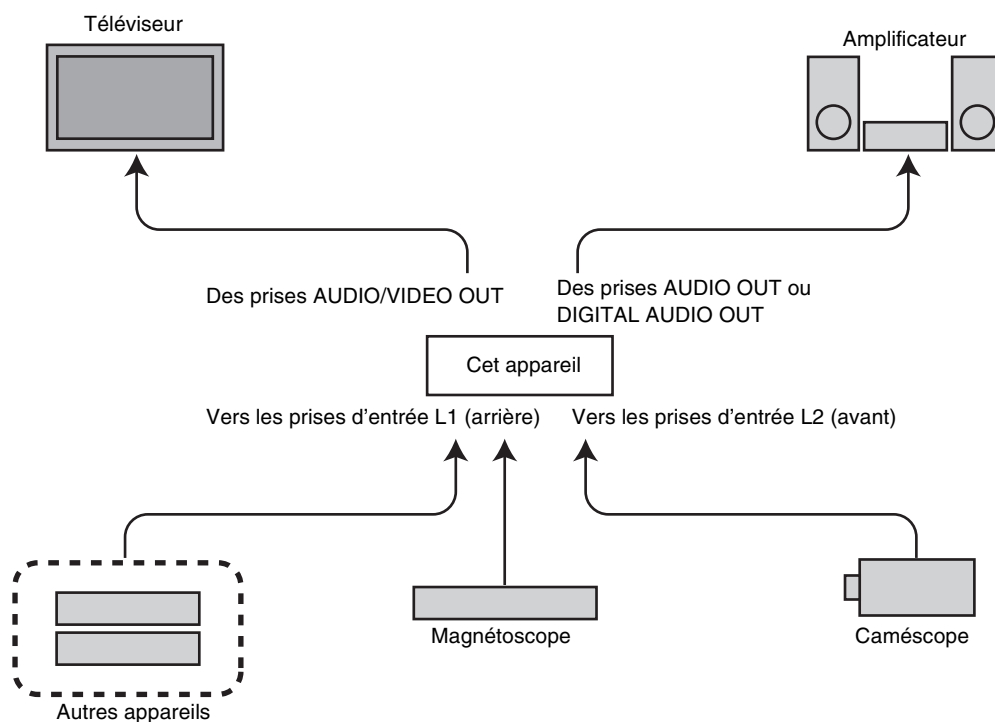 Téléviseur
Amplificateur
Des prises AUDIO/VIDEO OUT
Des prises AUDIO OUT ou
DIGITAL AUDIO OUT
Cet appareil
Vers les prises d’entrée L1 (arrière)
Vers les prises d’entrée L2 (avant)
Magnétoscope
Caméscope
Autres appareils